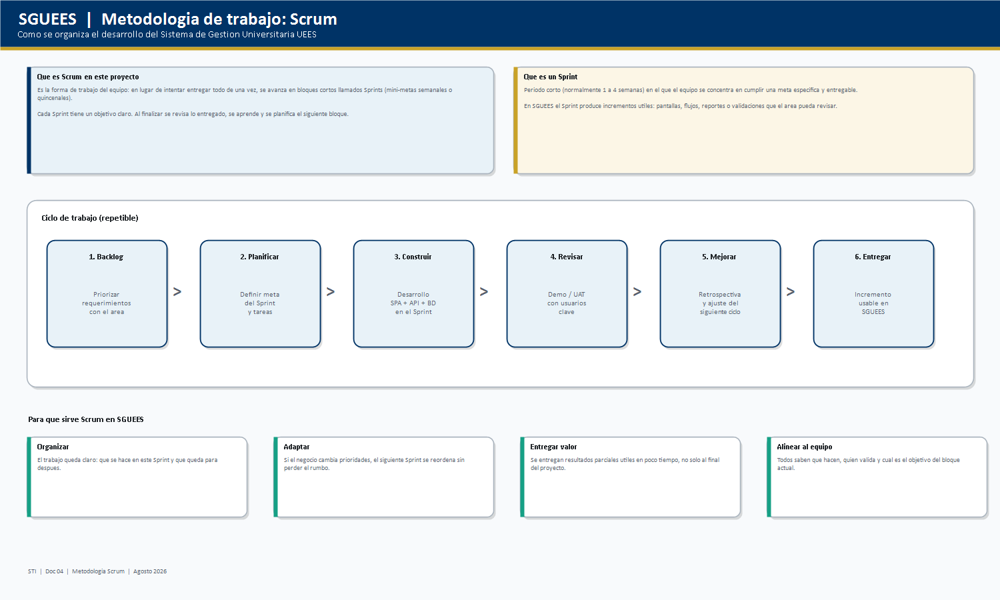 SGUEES | Metodologia de trabajo: Scrum
Como se organiza el desarrollo del Sistema de Gestion Universitaria UEES
Que es Scrum en este proyecto
Es la forma de trabajo del equipo: en lugar de intentar entregar todo de una vez, se avanza en bloques cortos llamados Sprints (mini-metas semanales o
quincenales).
Cada Sprint tiene un objetivo claro. Al finalizar se revisa lo entregado, se aprende y se planifica el siguiente bloque.
Que es un Sprint
Periodo corto (normalmente 1 a 4 semanas) en el que el equipo se concentra en cumplir una meta especifica y entregable.
En SGUEES el Sprint produce incrementos utiles: pantallas, flujos, reportes o validaciones que el area pueda revisar.
Ciclo de trabajo (repetible)
1. Backlog
Priorizar
requerimientos
con el area
>
2. Planificar
Definir meta
del Sprint
y tareas
>
3. Construir
Desarrollo
SPA + API + BD
en el Sprint
>
4. Revisar
Demo / UAT
con usuarios
clave
>
5. Mejorar
Retrospectiva
y ajuste del
siguiente ciclo
>
6. Entregar
Incremento
usable en
SGUEES
Para que sirve Scrum en SGUEES
Organizar
El trabajo queda claro: que se hace en este Sprint y que queda para
despues.
Adaptar
Si el negocio cambia prioridades, el siguiente Sprint se reordena sin
perder el rumbo.
Entregar valor
Se entregan resultados parciales utiles en poco tiempo, no solo al final
del proyecto.
Alinear al equipo
Todos saben que hacen, quien valida y cual es el objetivo del bloque
actual.
STI | Doc 04 | Metodologia Scrum | Agosto 2026